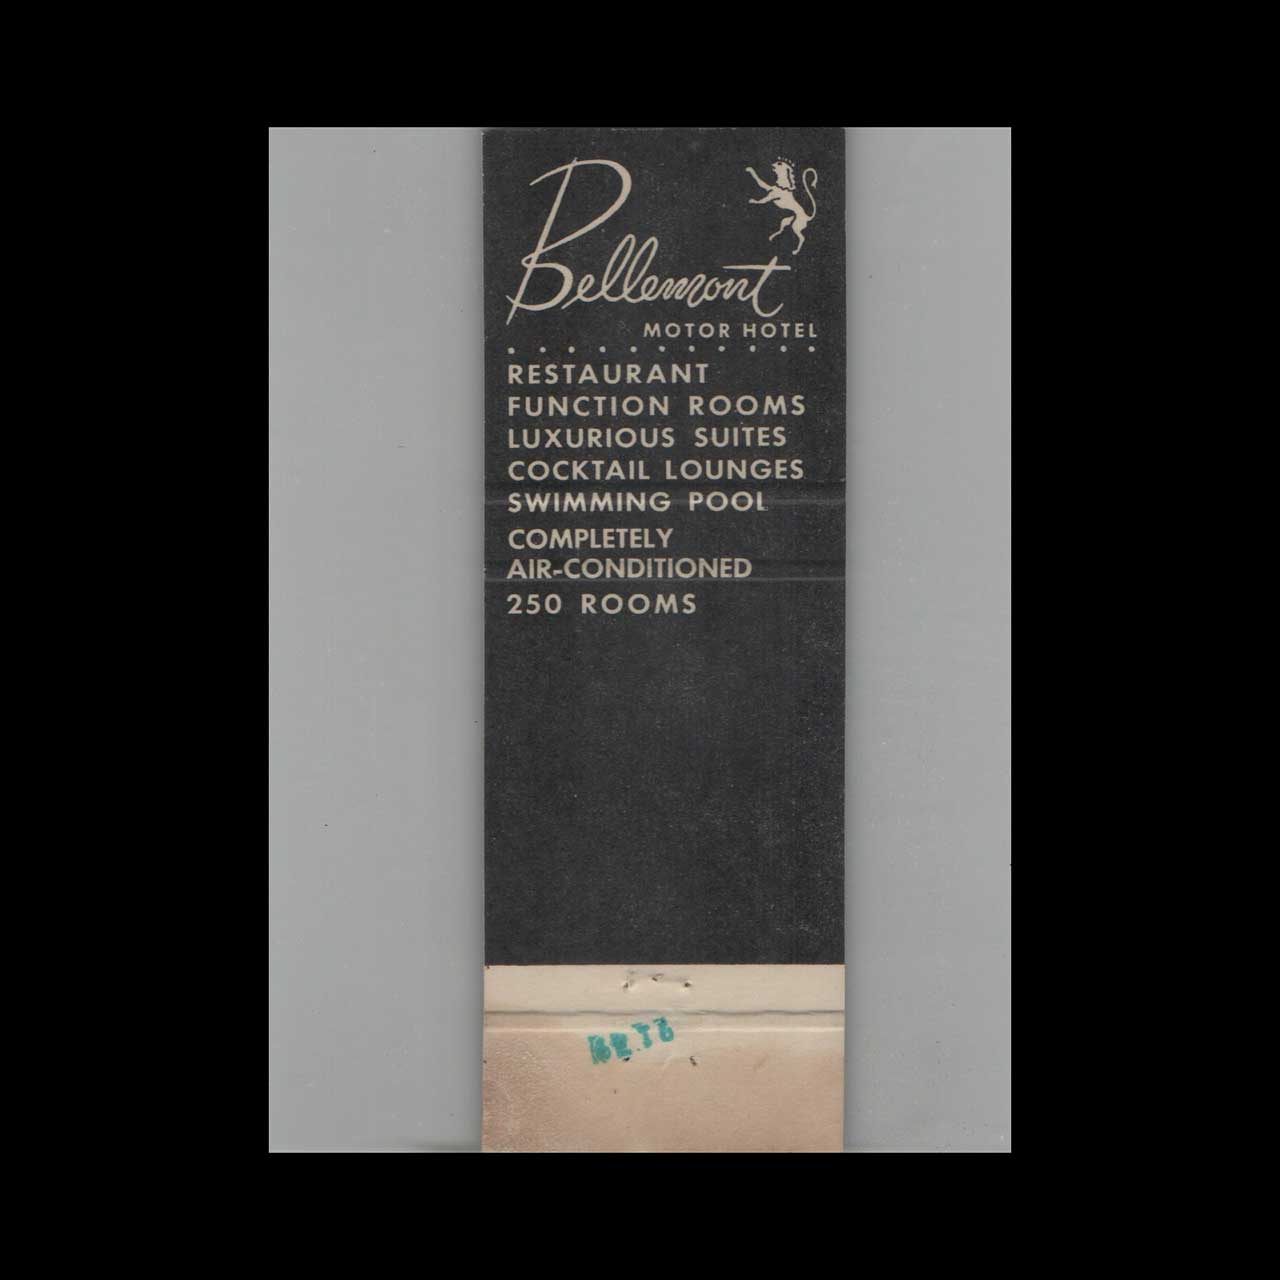 Bellemont
MOTOR HOTEL
RESTAURANT
FUNCTION ROOMS
LUXURIOUS SUITES
COCKTAIL LOUNGES
SWIMMING POOL
COMPLETELY
AIR-CONDITIONED
250 ROOMS